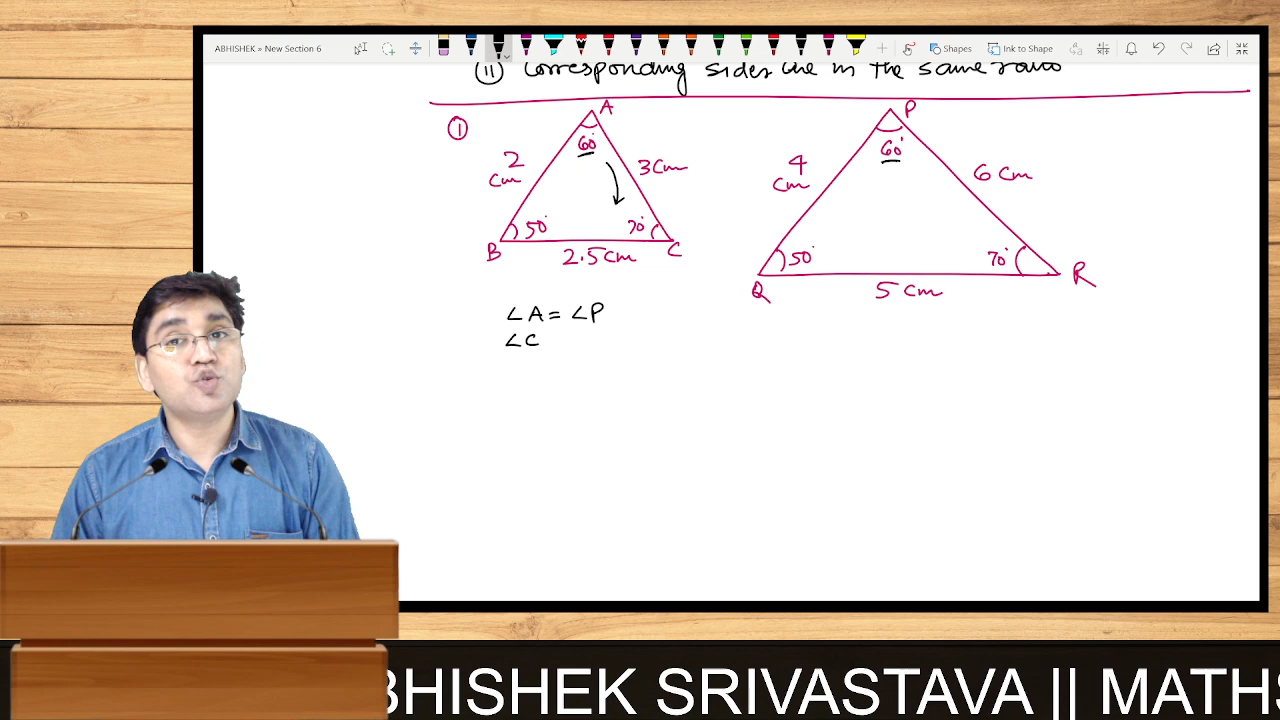 ABHISHEK » New Section 6
Shapes
Ink to Shape
(ii) Corresponding sides are in the same ratio
①
A
60°
2
cm
3cm
B
50°
70°
C
2.5cm
P
60°
4
cm
6 cm
50°
70°
Q
5 cm
R
∠A = ∠P
∠C
BHISHEK SRIVASTAVA || MATHS